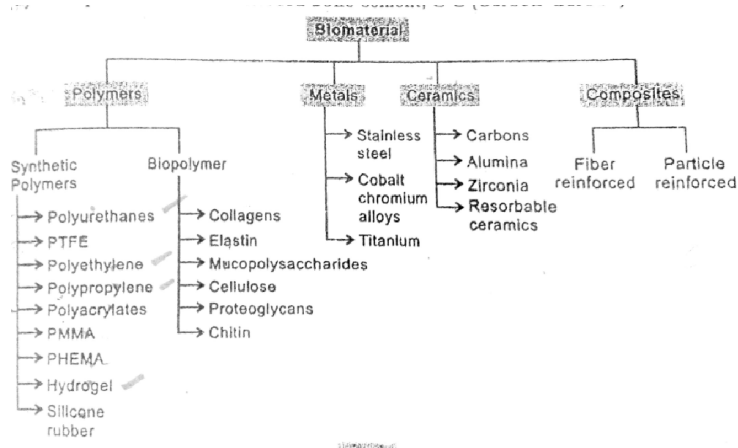 Biomaterial
Polymers
Metals
Ceramics
Composites
Synthetic
Polymers
Biopolymer
Stainless
steel
Cobalt
chromium
alloys
Titanium
Carbons
Alumina
Zirconia
Resorbable
ceramics
Fiber
reinforced
Particle
reinforced
Polyurethanes
PTFE
Polyethylene
Polypropylene
Polyacrylates
PMMA
PHEMA
Hydrogel
Silicone
rubber
Collagens
Elastin
Mucopolysaccharides
Cellulose
Proteoglycans
Chitin